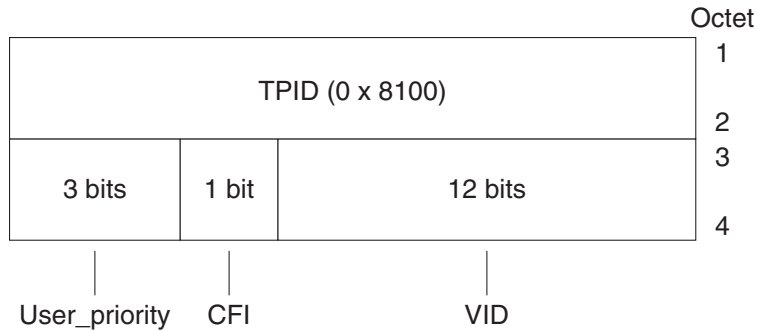 Octet
1
TPID (0 x 8100)
2
3
3 bits 1 bit 12 bits
4
User_priority CFI VID